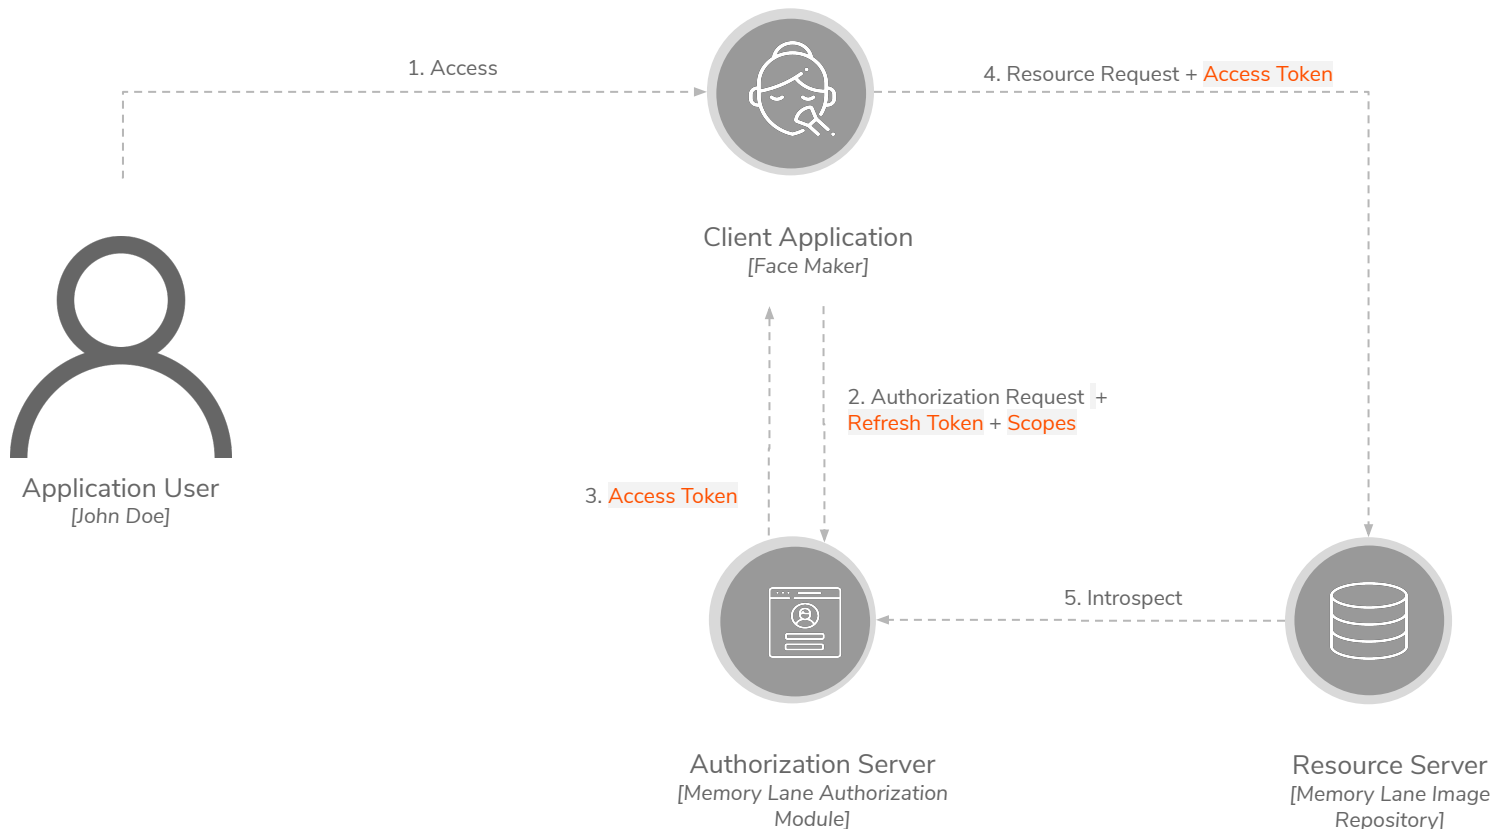 1. Access
4. Resource Request + Access Token
Client Application
[Face Maker]
2. Authorization Request +
Refresh Token + Scopes
3. Access Token
Application User
[John Doe]
5. Introspect
Authorization Server
[Memory Lane Authorization
Module]
Resource Server
[Memory Lane Image
Repository]